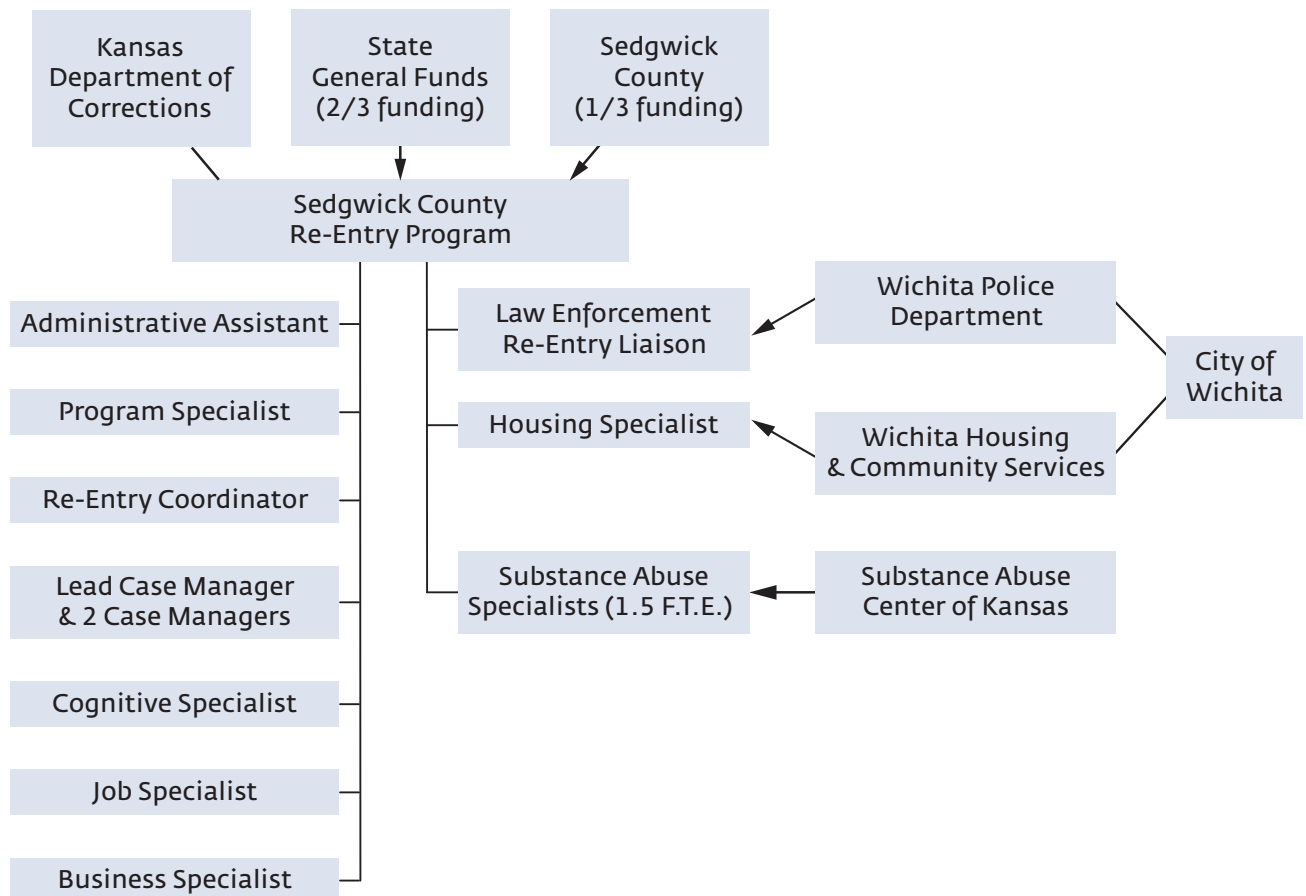 Kansas
Department of
Corrections
State
General Funds
(2/3 funding)
Sedgwick
County
(1/3 funding)
Sedgwick County
Re-Entry Program
Administrative Assistant
Program Specialist
Re-Entry Coordinator
Lead Case Manager
& 2 Case Managers
Cognitive Specialist
Job Specialist
Business Specialist
Law Enforcement
Re-Entry Liaison
Housing Specialist
Substance Abuse
Specialists (1.5 F.T.E.)
Wichita Police
Department
Wichita Housing
& Community Services
Substance Abuse
Center of Kansas
City of
Wichita